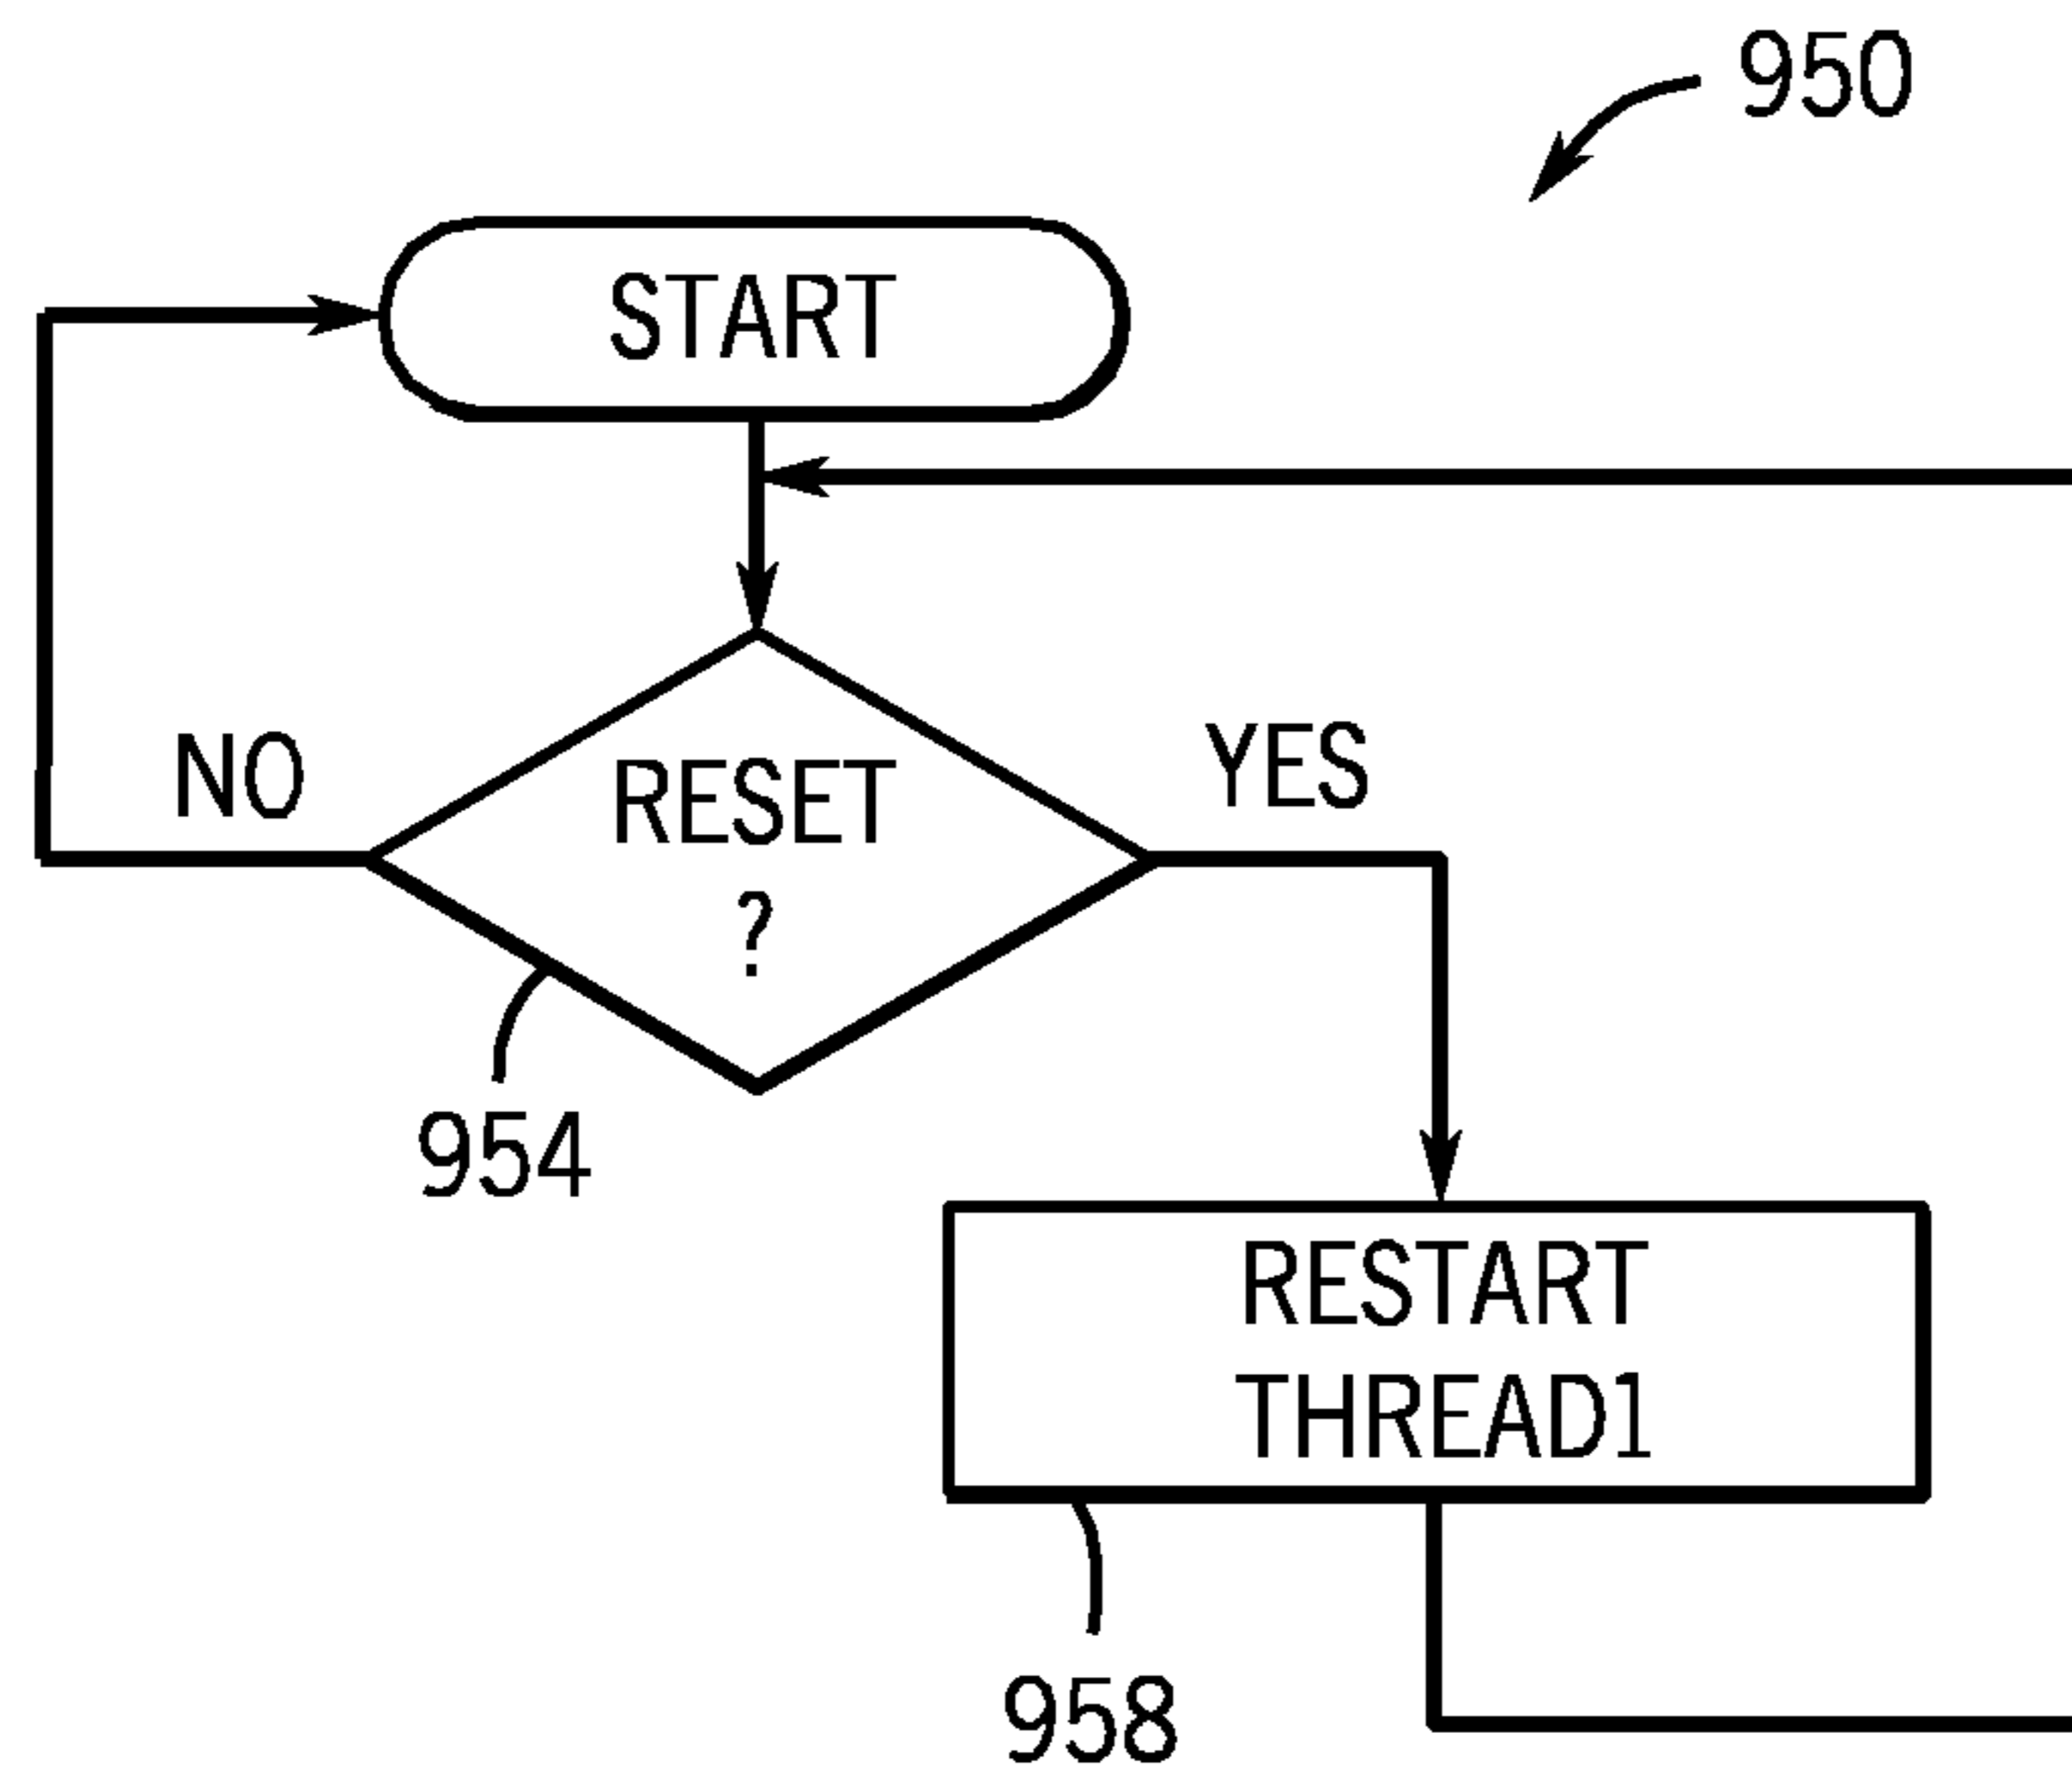 950
START
NO
YES
RESET
?
954
RESTART
THREAD1
958